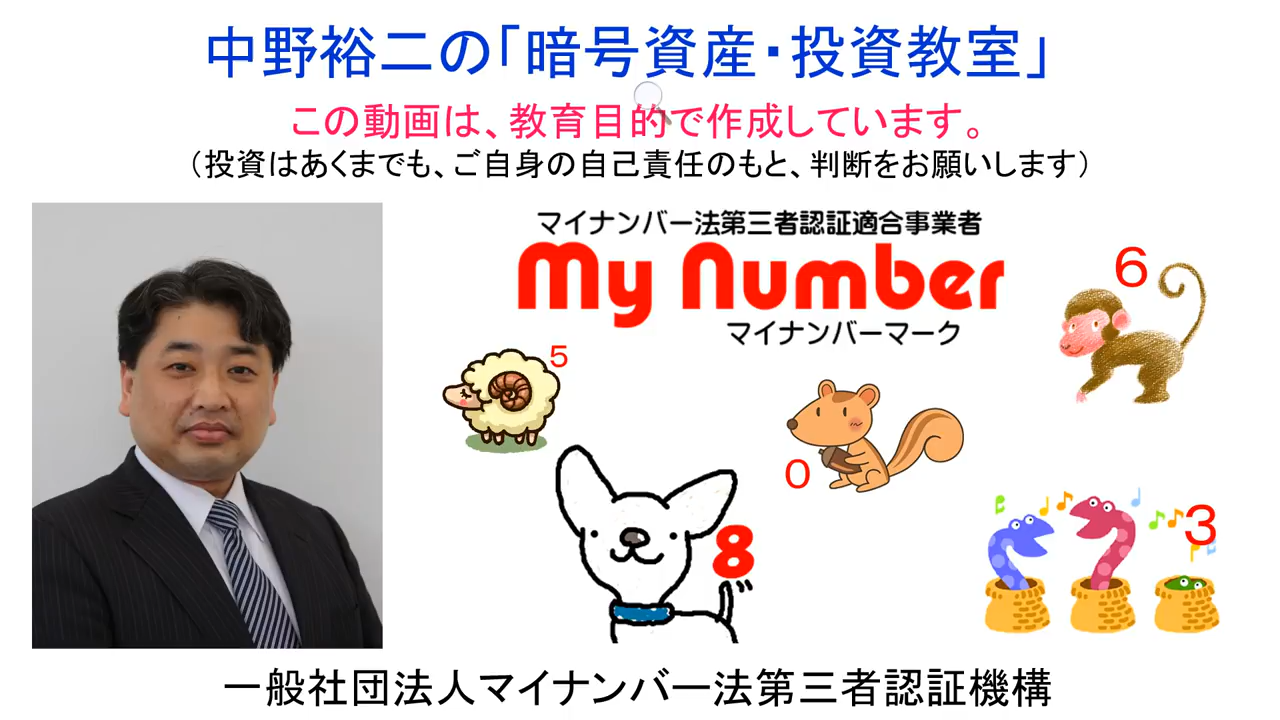 中野裕二の「暗号資産・投資教室」
この動画は、教育目的で作成しています。
（投資はあくまでも、ご自身の自己責任のもと、判断をお願いします）
マイナンバー法第三者認証適合事業者
My Number
マイナンバーマーク
6
5
0
8
3
一般社団法人マイナンバー法第三者認証機構